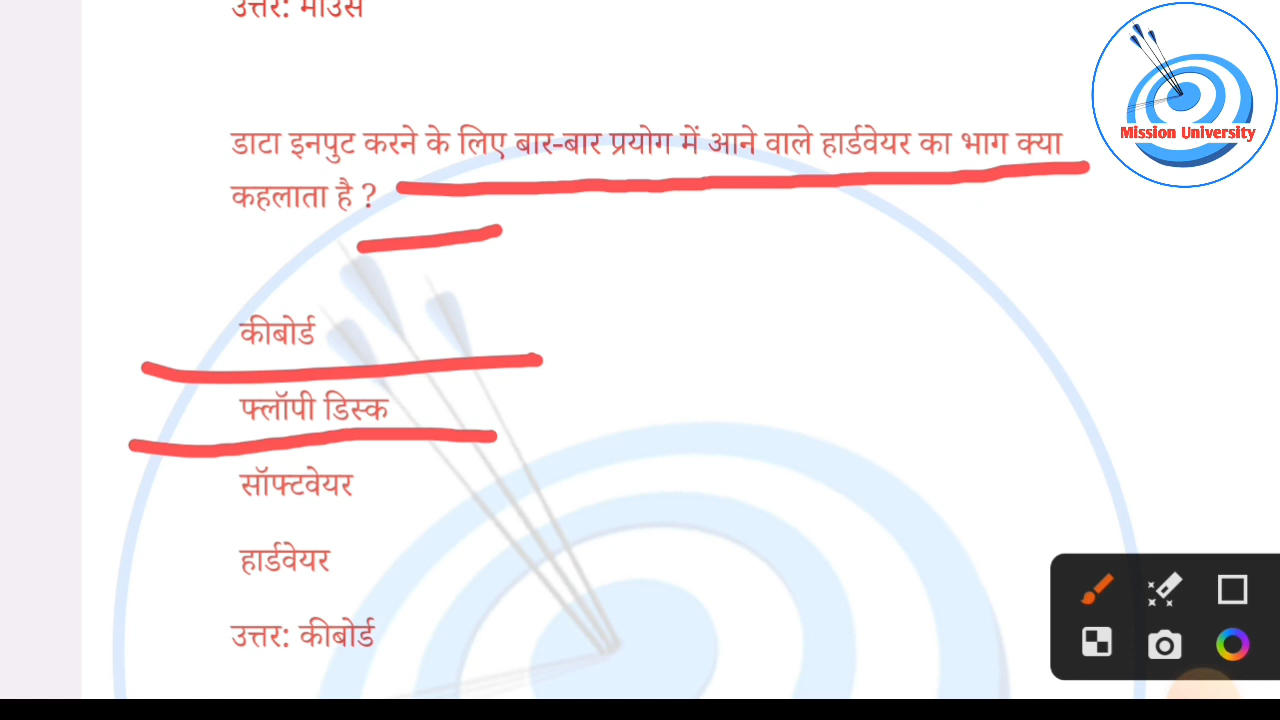 उत्तर: माउस
Mission University
डाटा इनपुट करने के लिए बार-बार प्रयोग में आने वाले हार्डवेयर का भाग क्या
कहलाता है ?
कीबोर्ड
फ्लॉपी डिस्क
सॉफ्टवेयर
हार्डवेयर
उत्तर: कीबोर्ड